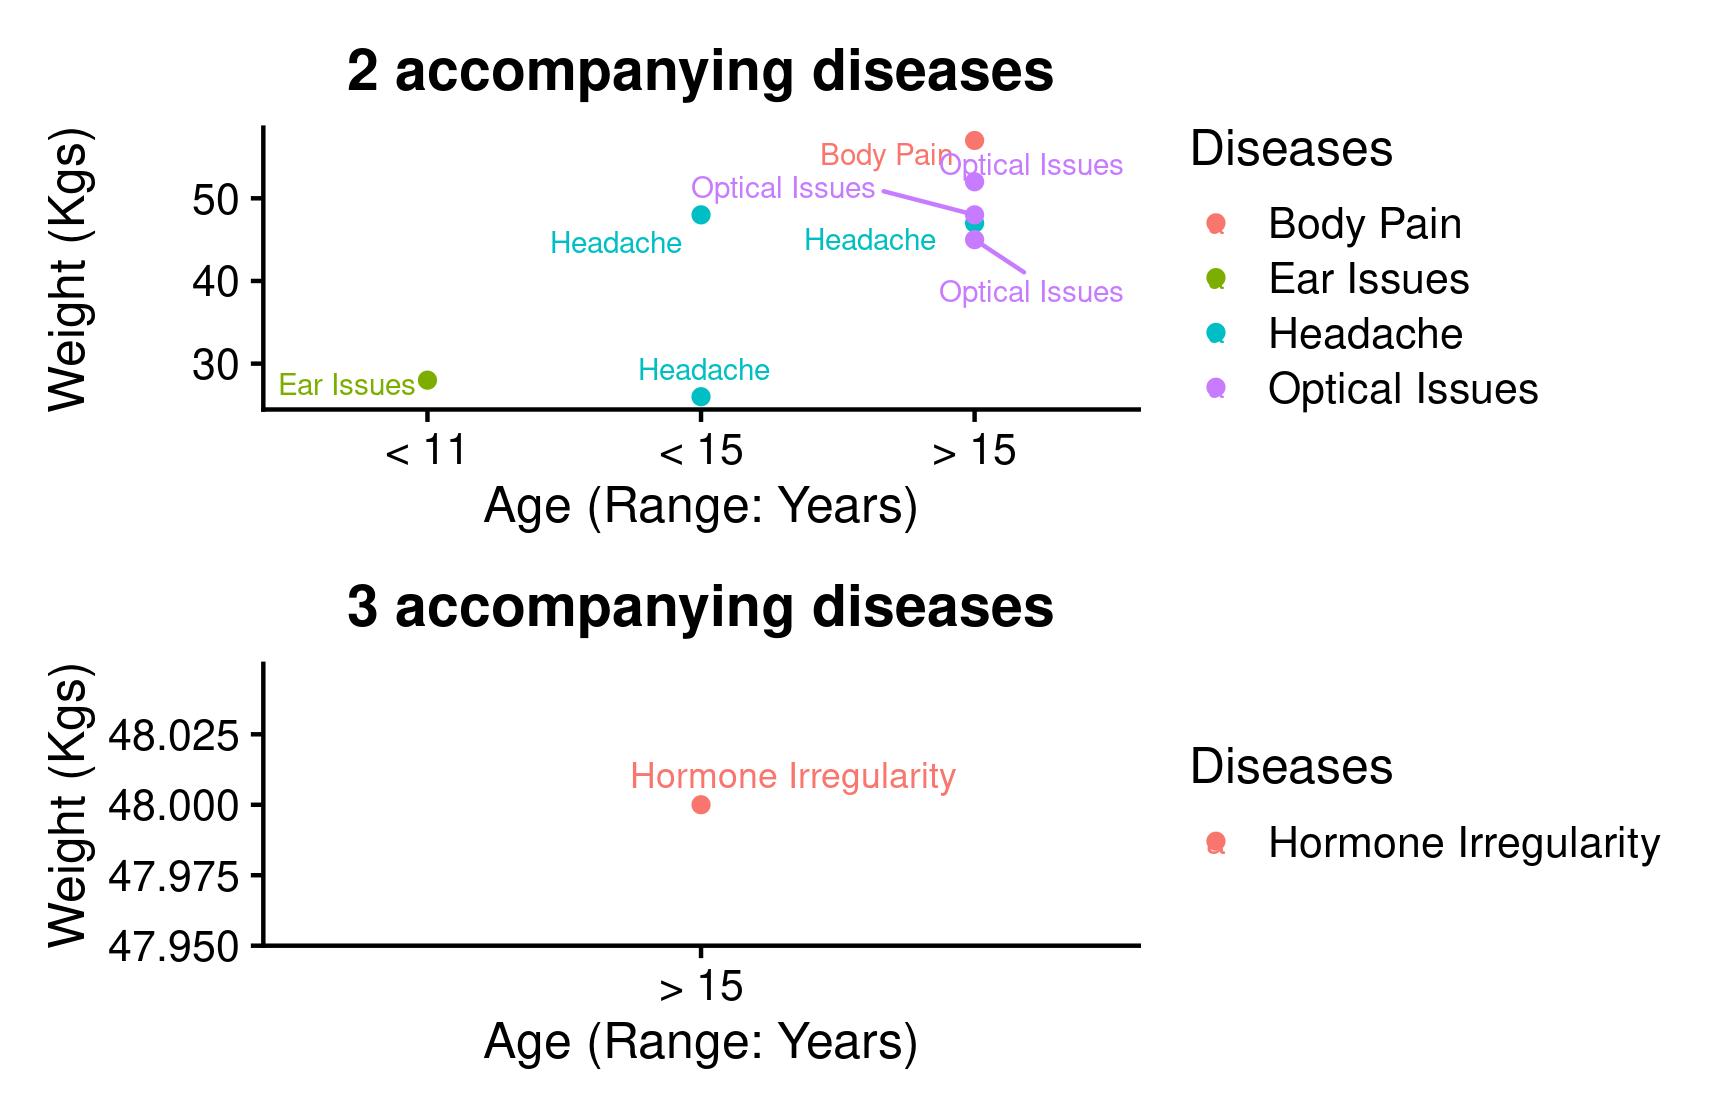 2 accompanying diseases
Weight (Kgs)
50
40
30
Body Pain
Optical Issues
Optical Issues
Headache
Headache
Optical Issues
Headache
Ear Issues
< 11
< 15
> 15
Age (Range: Years)
Diseases
Body Pain
Ear Issues
Headache
Optical Issues
3 accompanying diseases
Weight (Kgs)
48.025
48.000
47.975
47.950
Hormone Irregularity
> 15
Age (Range: Years)
Diseases
Hormone Irregularity